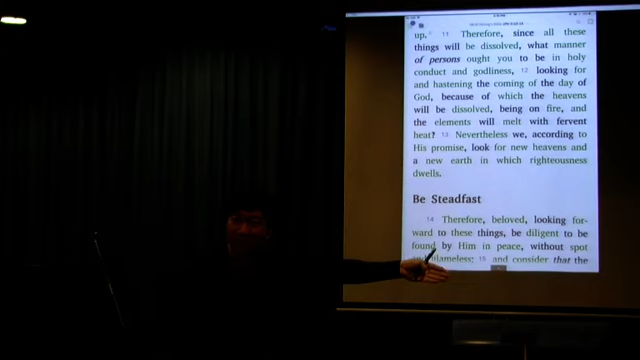 up. 11 Therefore, since all these
things will be dissolved, what manner
of persons ought you to be in holy
conduct and godliness, 12 looking for
and hastening the coming of the day of
God, because of which the heavens
will be dissolved, being on fire, and
the elements will melt with fervent
heat? 13 Nevertheless we, according to
His promise, look for new heavens and
a new earth in which righteousness
dwells.
Be Steadfast
14 Therefore, beloved, looking for-
ward to these things, be diligent to be
found by Him in peace, without spot
and blameless; 15 and consider that the